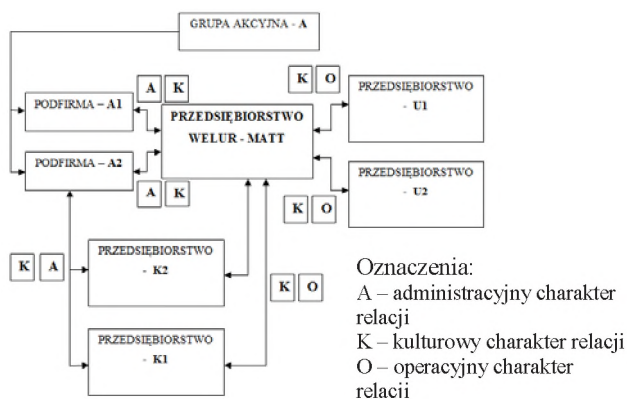 GRUPA AKCYJNA - A
A K
K O
PODFIRMA – A1
PRZEDSIĘBIORSTWO
WELUR - MATT
PRZEDSIĘBIORSTWO
- U1
PODFIRMA – A2
PRZEDSIĘBIORSTWO
- U2
A K
K O
K A
PRZEDSIĘBIORSTWO
- K2
K O
PRZEDSIĘBIORSTWO
- K1
Oznaczenia:
A – administracyjny charakter
relacji
K – kulturowy charakter relacji
O – operacyjny charakter
relacji